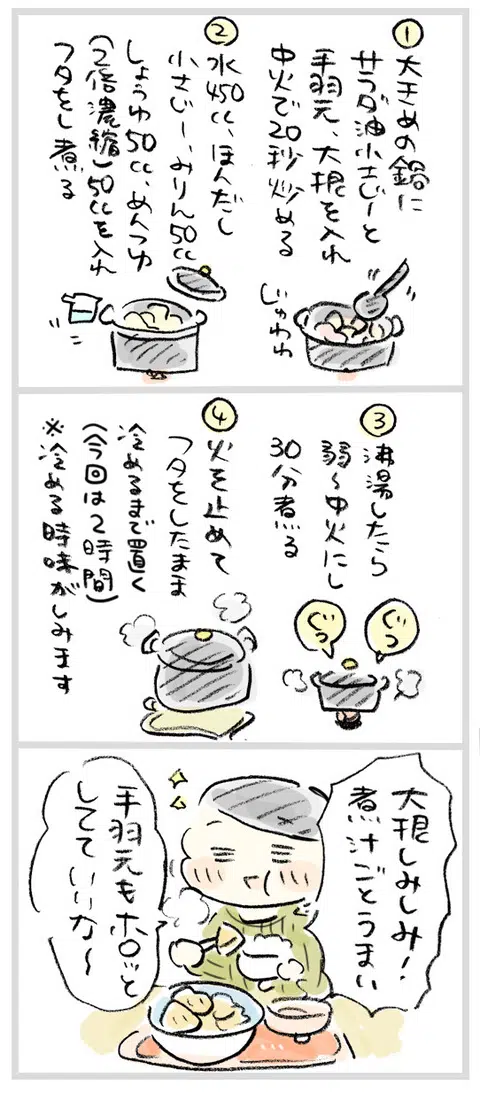 ①
大きめの鍋に
サラダ油小さじ1と
手羽元、大根を入れ
中火で20秒炒める
じゅわわ
②
水450cc、ほんだし
小さじ1、みりん50cc
しょうゆ50cc、めんつゆ
(2倍濃縮)50ccを入れ
フタをし煮る
③
沸騰したら
弱〜中火にし
30分煮る
ぐつ
ぐつ
④
火を止めて
フタをしたまま
冷めるまで置く
(今回は2時間)
※冷める時味がしみます
大根しみしみ!
煮汁ごとうまい
手羽元もホロッと
してていいな〜